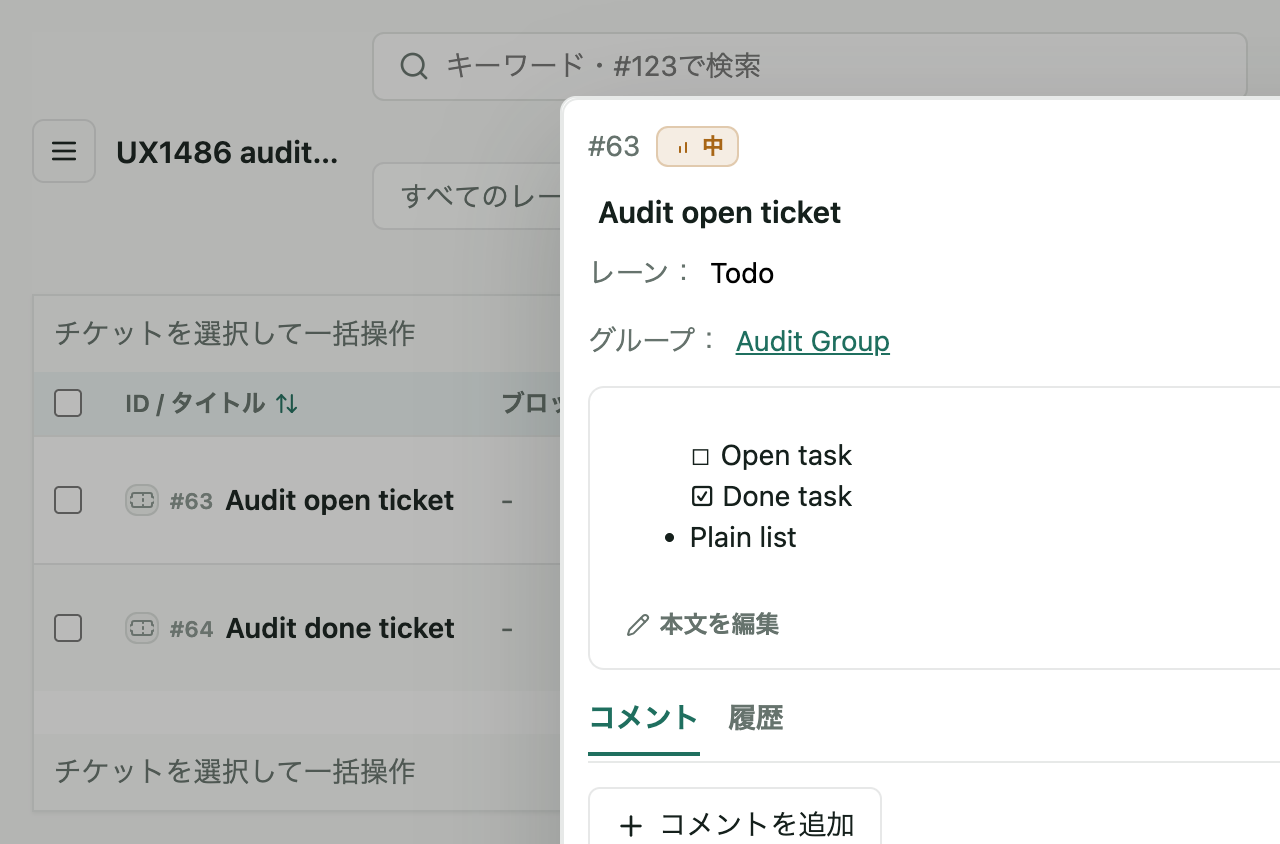 キーワード・#123で検索
UX1486 audit...
すべてのレー
チケットを選択して一括操作
ID / タイトル
ブロッ
#63 Audit open ticket -
#64 Audit done ticket -
チケットを選択して一括操作
#63 中
Audit open ticket
レーン： Todo
グループ： Audit Group
Open task
Done task
Plain list
本文を編集
コメント 履歴
+ コメントを追加